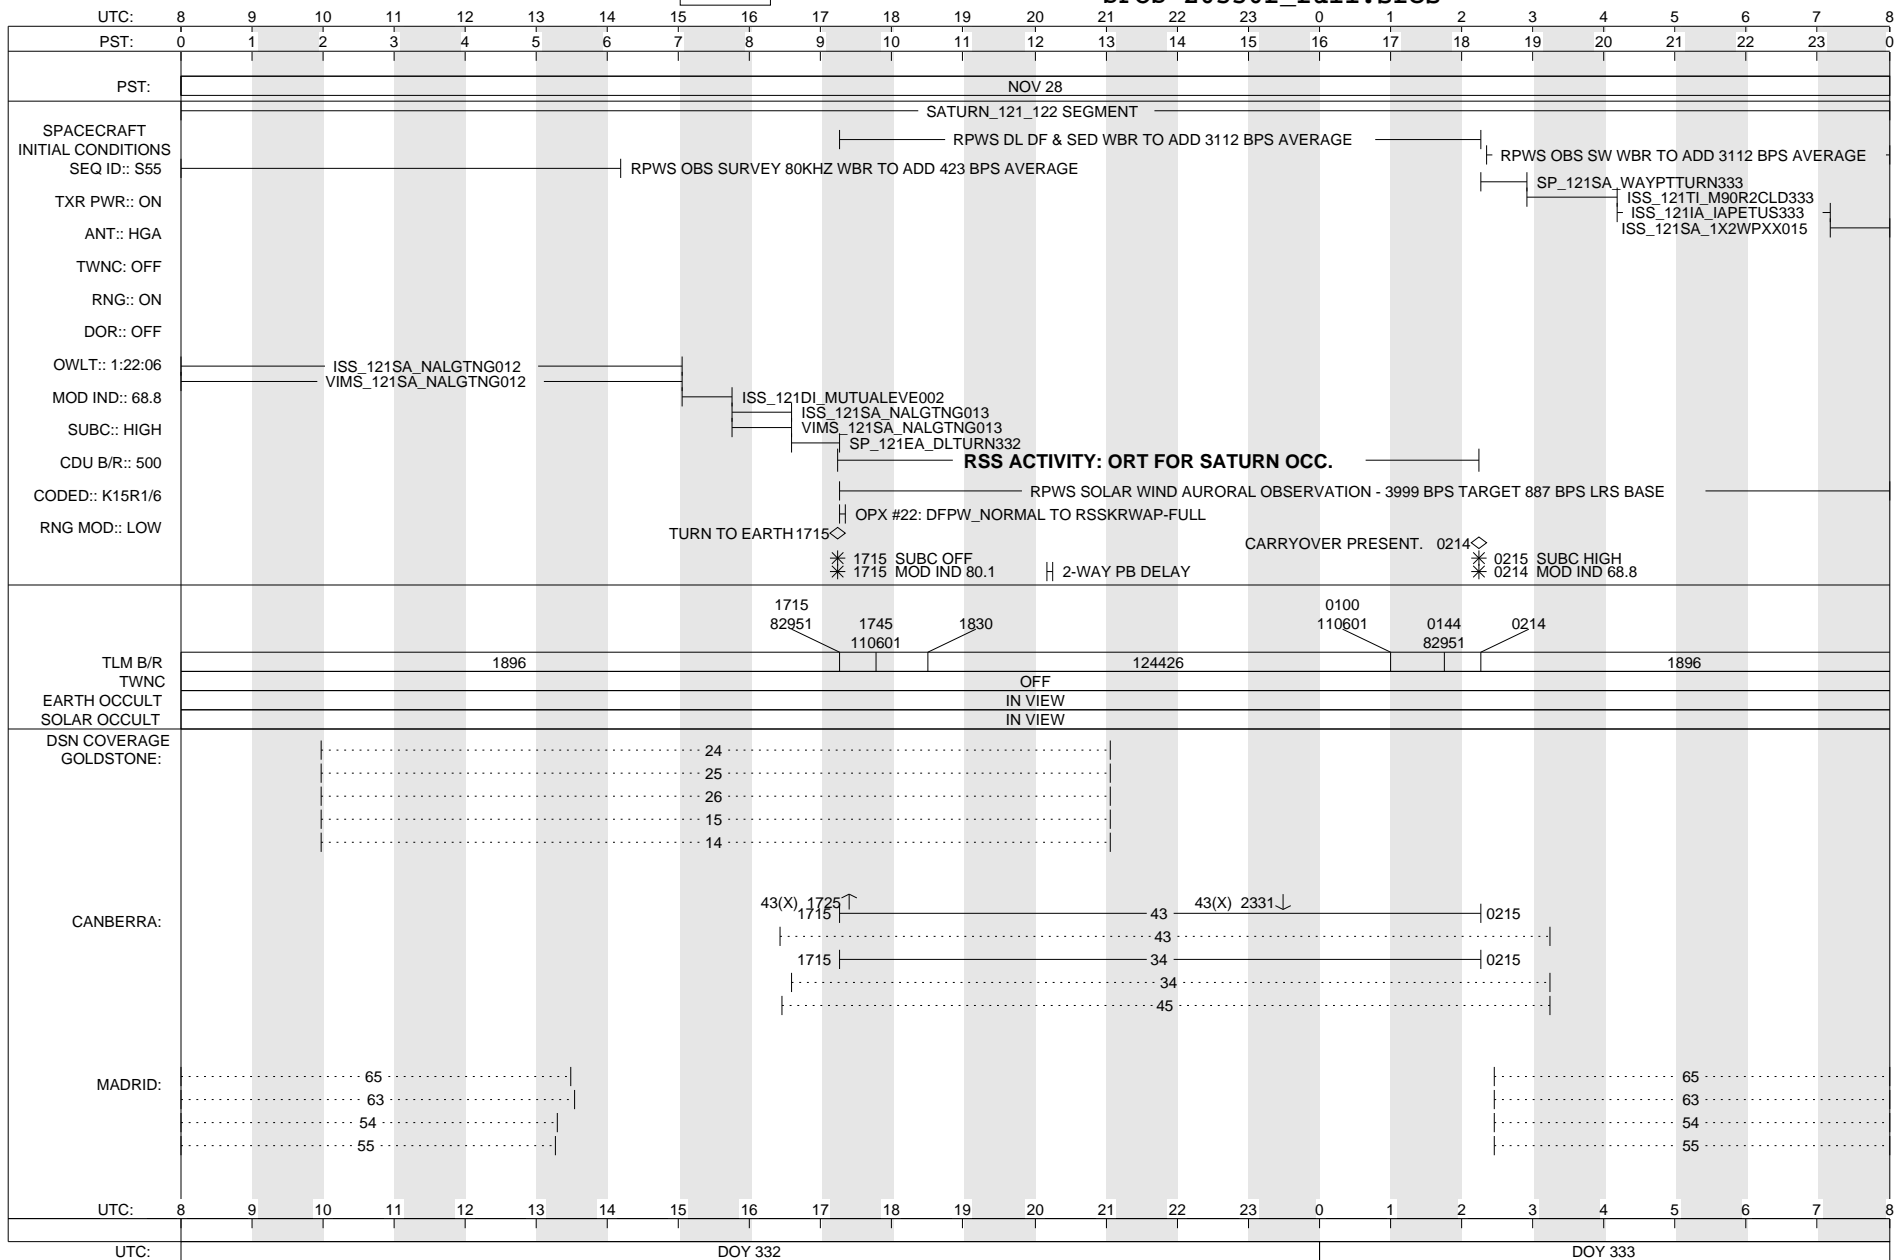 UTC: 8 9 10 11 12 13 14 15 16 17 18 19 20 21 22 23 0 1 2 3 4 5 6 7 8
PST: 0 1 2 3 4 5 6 7 8 9 10 11 12 13 14 15 16 17 18 19 20 21 22 23 0
PST: NOV 28
SATURN_121_122 SEGMENT
SPACECRAFT
INITIAL CONDITIONS
RPWS DL DF & SED WBR TO ADD 3112 BPS AVERAGE
RPWS OBS SW WBR TO ADD 3112 BPS AVERAGE
SEQ ID:: S55
RPWS OBS SURVEY 80KHZ WBR TO ADD 423 BPS AVERAGE
SP_121SA_WAYPTTURN333
TXR PWR:: ON
ISS_121TI_M90R2CLD333
ISS_121IA_IAPETUS333
ANT:: HGA
ISS_121SA_1X2WPXX015
TWNC: OFF
RNG:: ON
DOR:: OFF
OWLT:: 1:22:06
ISS_121SA_NALGTNG012
VIMS_121SA_NALGTNG012
MOD IND:: 68.8
ISS_121DI_MUTUALEVE002
ISS_121SA_NALGTNG013
SUBC:: HIGH
VIMS_121SA_NALGTNG013
SP_121EA_DLTURN332
CDU B/R:: 500
RSS ACTIVITY: ORT FOR SATURN OCC.
CODED:: K15R1/6
RPWS SOLAR WIND AURORAL OBSERVATION - 3999 BPS TARGET 887 BPS LRS BASE
OPX #22: DFPW_NORMAL TO RSSKRWAP-FULL
RNG MOD:: LOW
TURN TO EARTH 1715
CARRYOVER PRESENT. 0214
1715 SUBC OFF
0215 SUBC HIGH
1715 MOD IND 80.1
2-WAY PB DELAY
0214 MOD IND 68.8
1715 0100
82951 1745 1830 110601 0144 0214
110601 82951
TLM B/R 1896 124426 1896
TWNC OFF
EARTH OCCULT IN VIEW
SOLAR OCCULT IN VIEW
DSN COVERAGE
GOLDSTONE:
24
25
26
15
14
CANBERRA:
43(X) 1725 43(X) 2331
1715 43 0215
43
1715 34 0215
34
45
MADRID:
65 65
63 63
54 54
55 55
UTC: 8 9 10 11 12 13 14 15 16 17 18 19 20 21 22 23 0 1 2 3 4 5 6 7 8
UTC: DOY 332 DOY 333